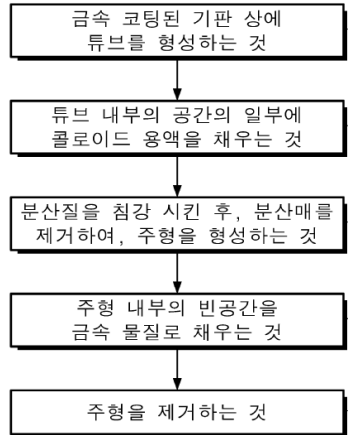 금속 코팅된 기판 상에
튜브를 형성하는 것
튜브 내부의 공간의 일부에
콜로이드 용액을 채우는 것
분산질을 침강 시킨 후, 분산매를
제거하여, 주형을 형성하는 것
주형 내부의 빈공간을
금속 물질로 채우는 것
주형을 제거하는 것